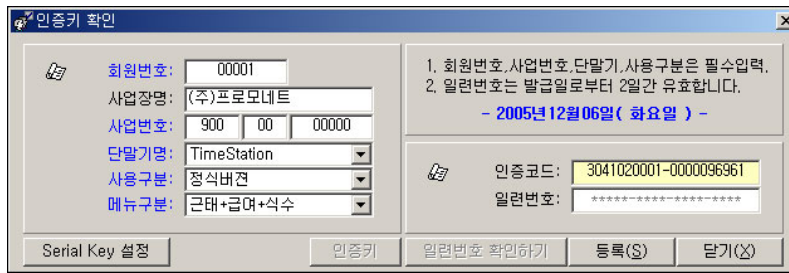 인증키 확인
회원번호: 00001
사업장명: (주)프로모네트
사업번호: 900 00 00000
단말기명: TimeStation
사용구분: 정식버젼
메뉴구분: 근태+급여+식수
1. 회원번호,사업번호,단말기,사용구분은 필수입력.
2. 일련번호는 발급일로부터 2일간 유효합니다.
- 2005년12월06일( 화요일 ) -
인증코드: 3041020001-0000096961
일련번호: *****-****-****-****
Serial Key 설정
인증키
일련번호 확인하기
등록(S)
닫기(X)